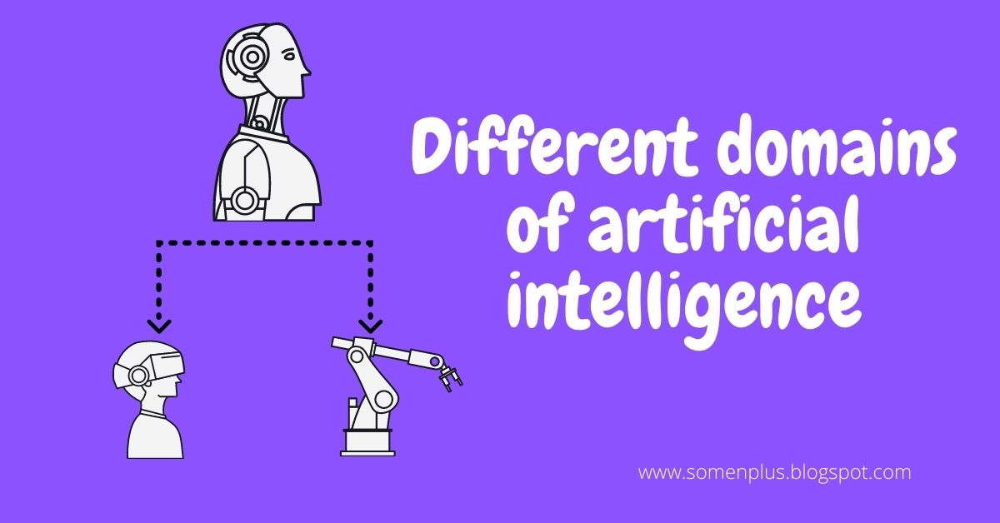 Different domains
of artificial
intelligence
www.somenplus.blogspot.com